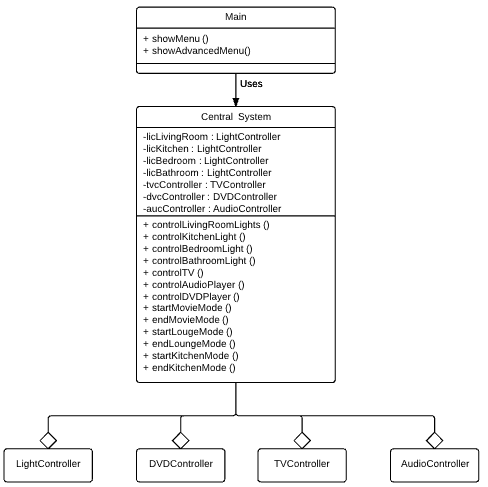 Main
+ showMenu ()
+ showAdvancedMenu()
Uses
Central System
-licLivingRoom : LightController
-licKitchen : LightController
-licBedroom : LightController
-licBathroom : LightController
-tvcController : TVController
-dvcController : DVDController
-aucController : AudioController
+ controlLivingRoomLights ()
+ controlKitchenLight ()
+ controlBedroomLight ()
+ controlBathroomLight ()
+ controlTV ()
+ controlAudioPlayer ()
+ controlDVDPlayer ()
+ startMovieMode ()
+ endMovieMode ()
+ startLougeMode ()
+ endLoungeMode ()
+ startKitchenMode ()
+ endKitchenMode ()
LightController
DVDController
TVController
AudioController